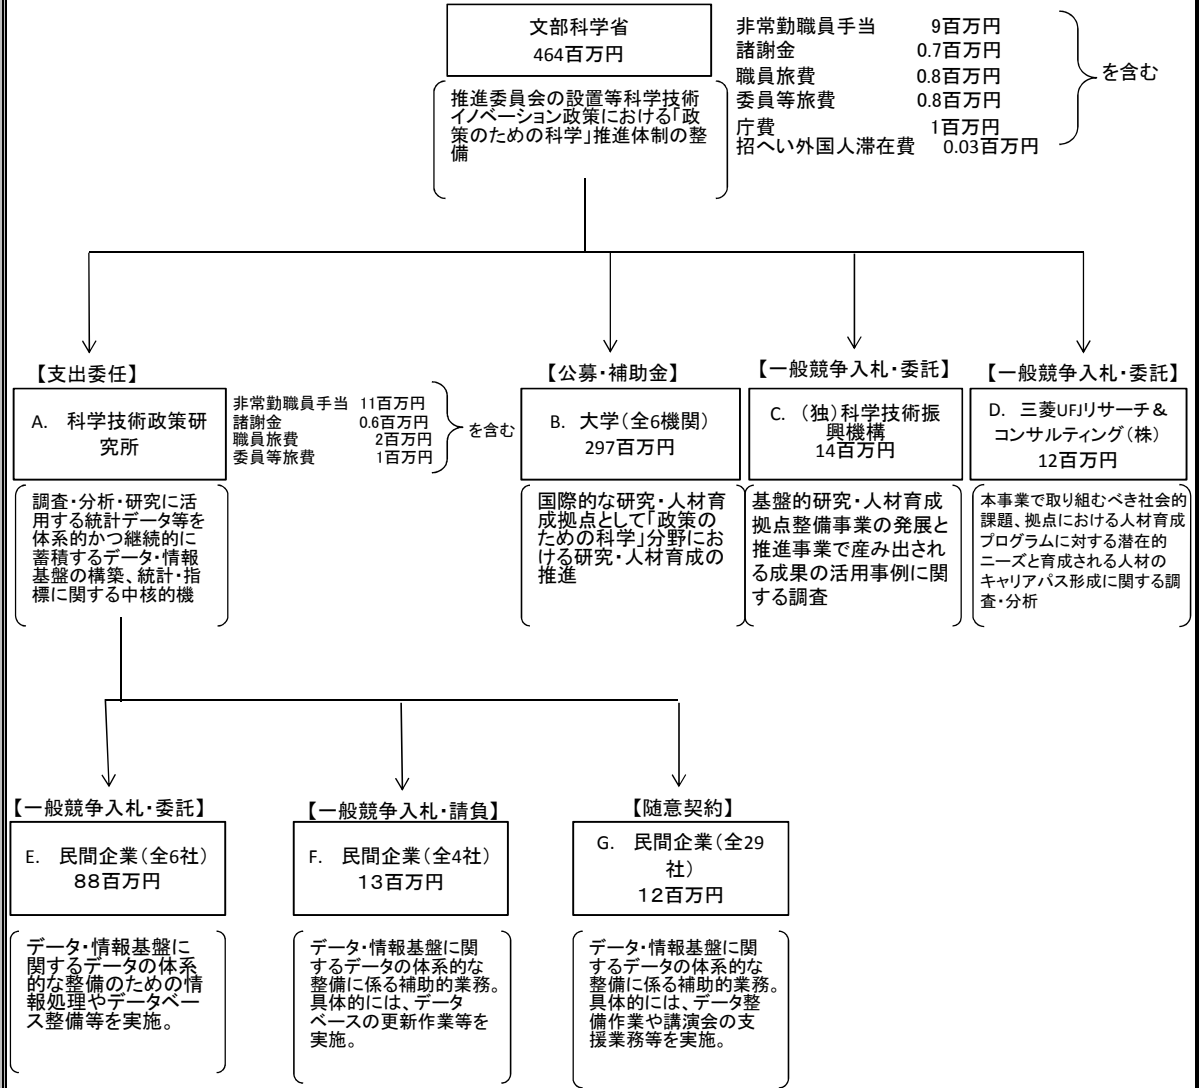 文部科学省
464百万円
非常勤職員手当 9百万円
諸謝金 0.7百万円
職員旅費 0.8百万円
委員等旅費 0.8百万円
庁費 1百万円
招へい外国人滞在費 0.03百万円
を含む
推進委員会の設置等科学技術
イノベーション政策における「政
策のための科学」推進体制の整
備
【支出委任】
A. 科学技術政策研
究所
非常勤職員手当 11百万円
諸謝金 0.6百万円
職員旅費 2百万円
委員等旅費 1百万円
を含む
調査・分析・研究に活
用する統計データ等を
体系的かつ継続的に
蓄積するデータ・情報
基盤の構築、統計・指
標に関する中核的機
【公募・補助金】
B. 大学(全6機関)
297百万円
国際的な研究・人材育
成拠点として「政策の
ための科学」分野にお
ける研究・人材育成の
推進
【一般競争入札・委託】
C. (独)科学技術振
興機構
14百万円
基盤的研究・人材育成
拠点整備事業の発展と
推進事業で産み出され
る成果の活用事例に関
する調査
【一般競争入札・委託】
D. 三菱UFJリサーチ&
コンサルティング(株)
12百万円
本事業で取り組むべき社会的
課題、拠点における人材育成
プログラムに対する潜在的
ニーズと育成される人材の
キャリアパス形成に関する調
査・分析
【一般競争入札・委託】
E. 民間企業(全6社)
88百万円
データ・情報基盤に
関するデータの体系
的な整備のための情
報処理やデータベー
ス整備等を実施。
【一般競争入札・請負】
F. 民間企業(全4社)
13百万円
データ・情報基盤に関
するデータの体系的な
整備に係る補助的業務。
具体的には、データ
ベースの更新作業等を
実施。
【随意契約】
G. 民間企業(全29
社)
12百万円
データ・情報基盤に関
するデータの体系的な
整備に係る補助的業務。
具体的には、データ整
備作業や講演会の支
援業務等を実施。